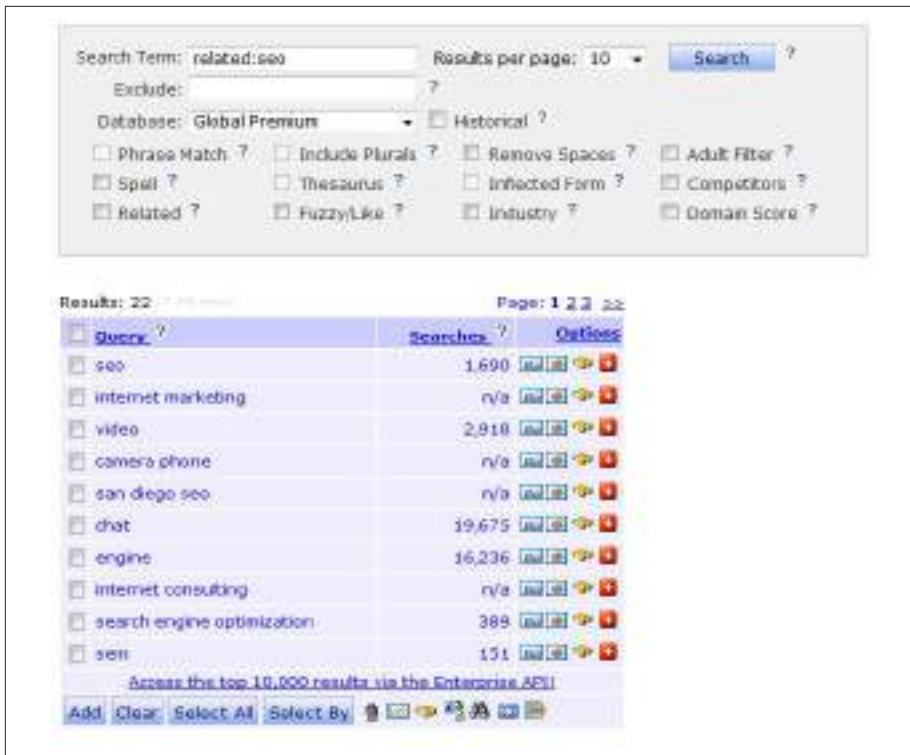 Search Term: related:seo Results per page: 10 Search ?
Exclude: ?
Database: Global Premium Historical ?
Phrase Match ? Include Plurals ? Remove Spaces ? Adult Filter ?
Spell ? Thesaurus ? Inflected Form ? Competitors ?
Related ? Fuzzy/Like ? Industry ? Domain Score ?
Results: 22 Page: 1 2 3 >>
Query ? Searches ? Options
seo 1,690
internet marketing n/a
video 2,918
camera phone n/a
san diego seo n/a
chat 19,675
engine 16,236
internet consulting n/a
search engine optimization 389
sem 151
Access the top 10,000 results via the Enterprise API!
Add Clear Select All Select By